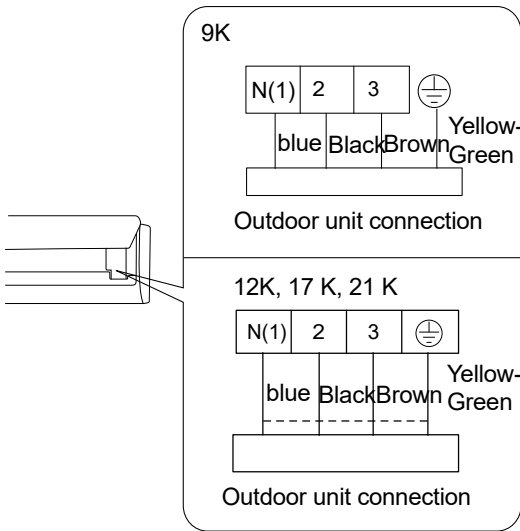 9K
N(1) 2 3
blue Black Brown Yellow-
Green
Outdoor unit connection
12K, 17 K, 21 K
N(1) 2 3
blue Black Brown Yellow-
Green
Outdoor unit connection